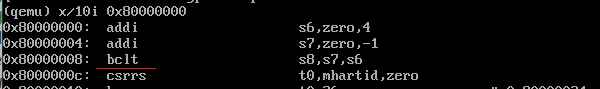 (qemu) x/10i 0x80000000
0x80000000: addi s6,zero,4
0x80000004: addi s7,zero,-1
0x80000008: bclt s8,s7,s6
0x8000000c: csrrs t0,mhartid,zero